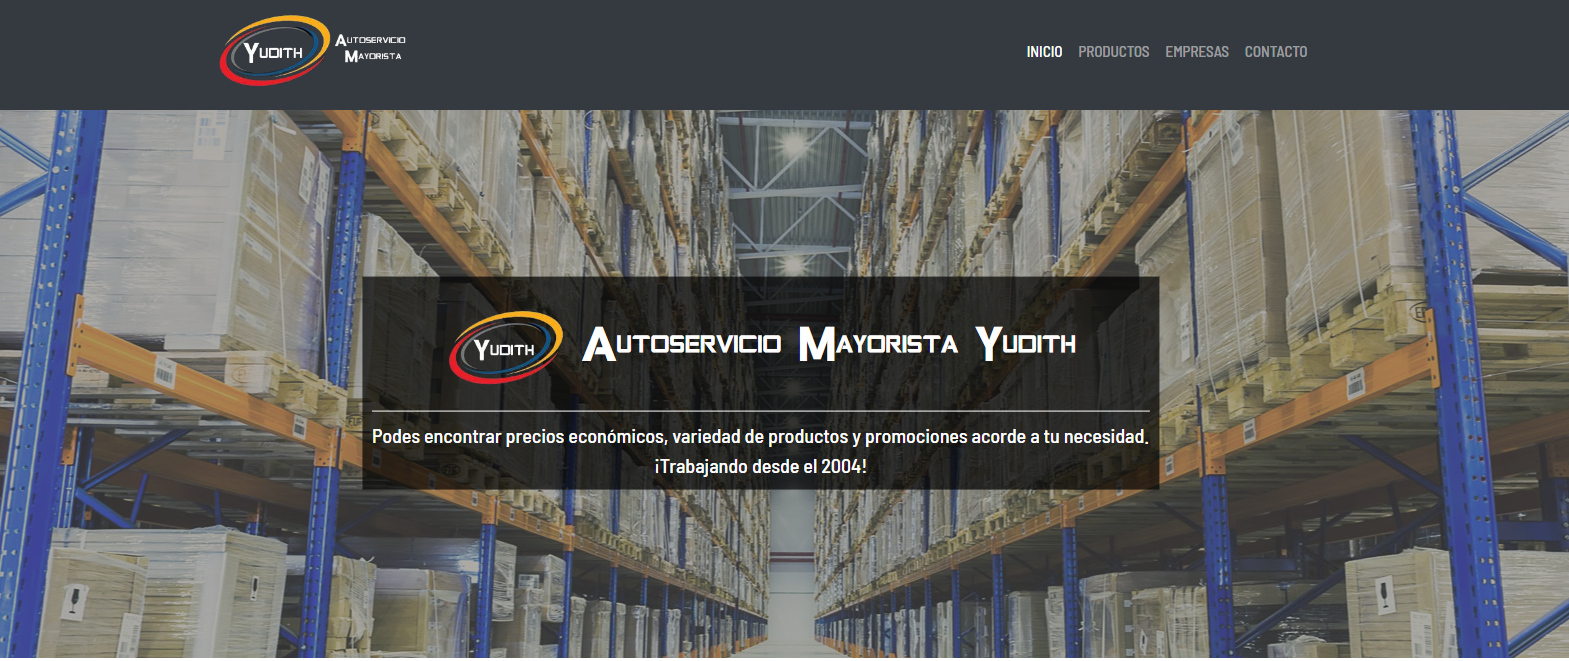 YUDITH
AUTOSERVICIO
MAYORISTA
INICIO PRODUCTOS EMPRESAS CONTACTO
YUDITH
AUTOSERVICIO MAYORISTA YUDITH
Podes encontrar precios económicos, variedad de productos y promociones acorde a tu necesidad.
¡Trabajando desde el 2004!